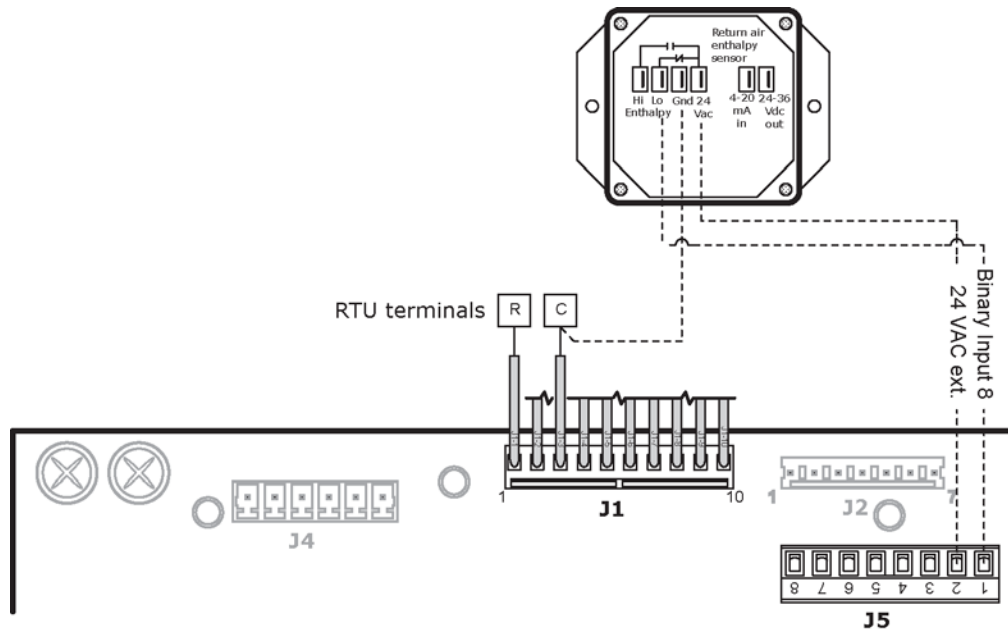 Return air
enthalpy
sensor
Hi Lo Gnd 24
Enthalpy Vac
4-20 24-36
mA Vdc
in out
Binary Input 8
24 VAC ext.
RTU terminals R C
1 10
J1
1 7
J2
J4
8 7 6 5 4 3 2 1
J5